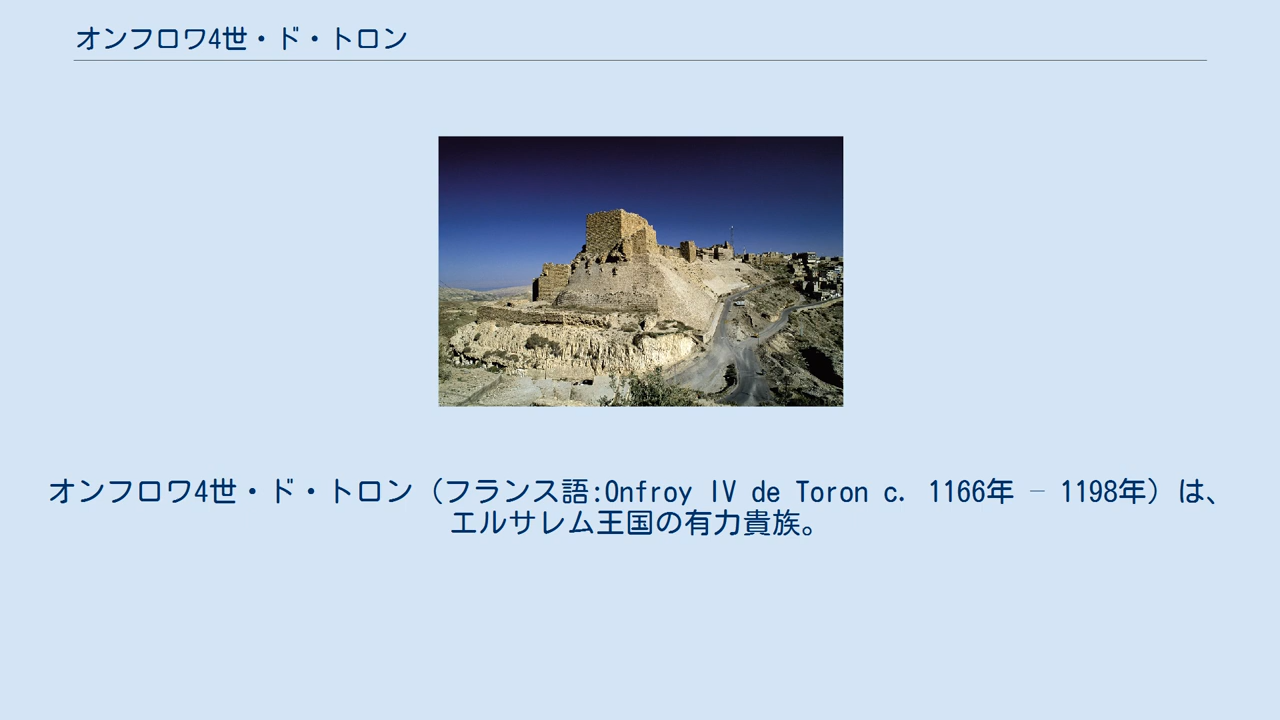 オンフロワ4世・ド・トロン
オンフロワ4世・ド・トロン（フランス語:Onfroy IV de Toron c. 1166年 – 1198年）は、
エルサレム王国の有力貴族。